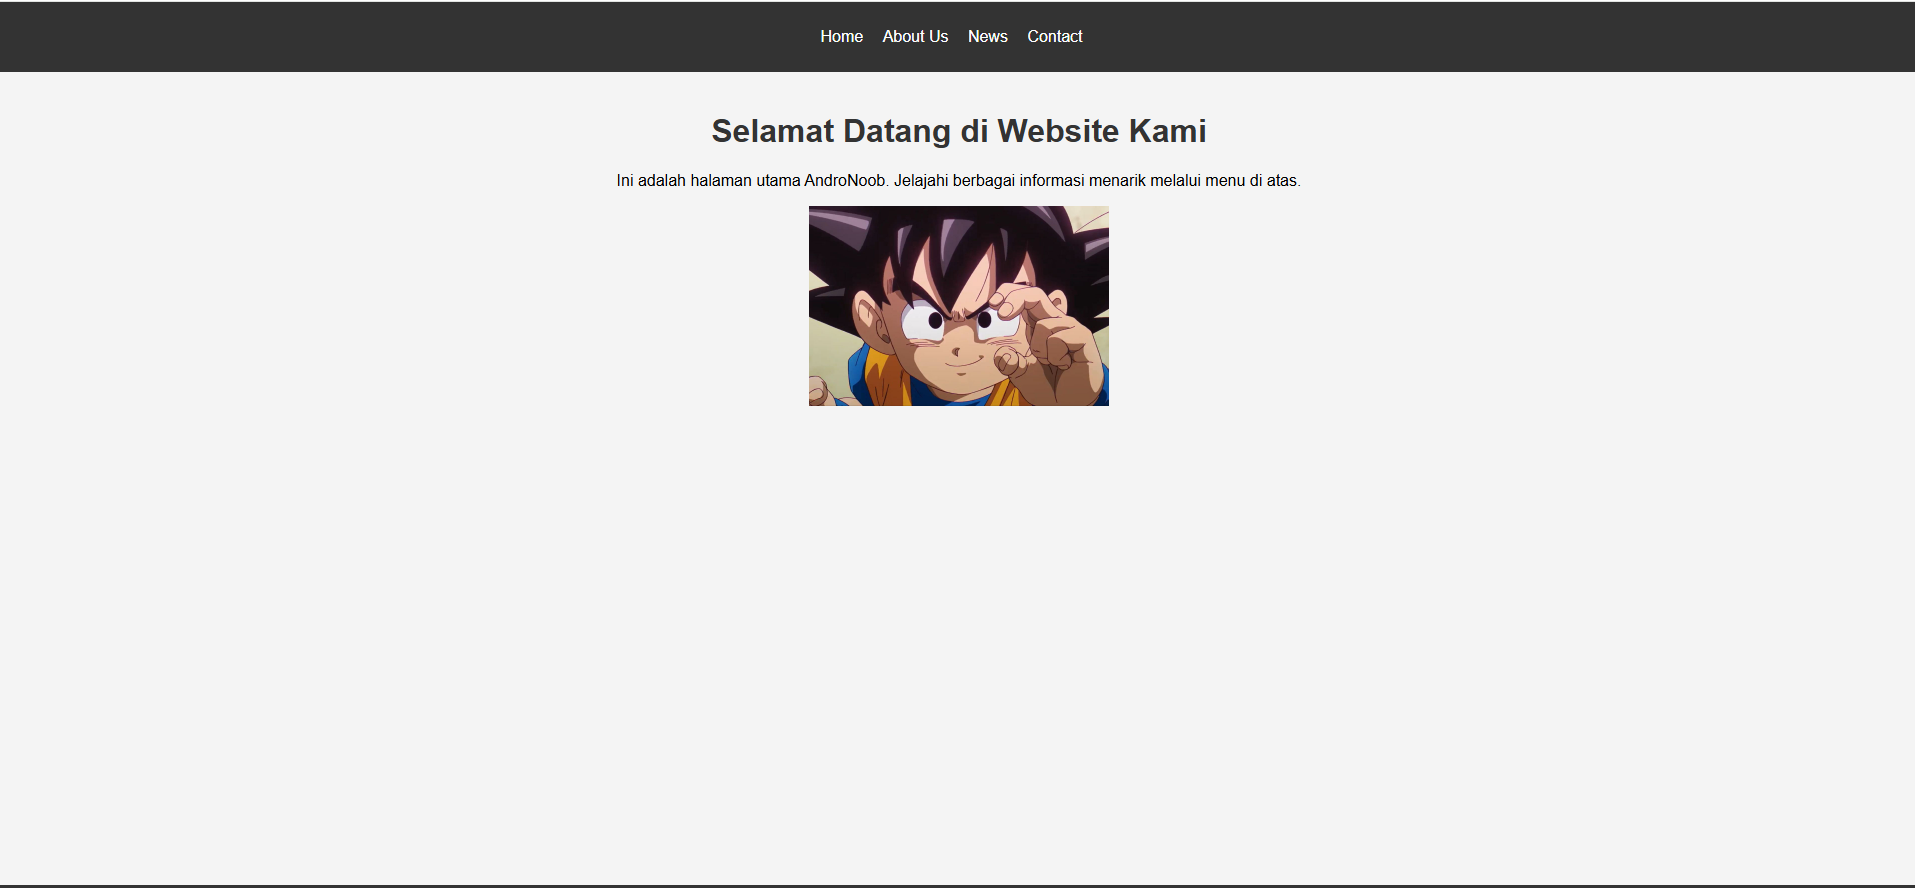 Home About Us News Contact
Selamat Datang di Website Kami
Ini adalah halaman utama AndroNoob. Jelajahi berbagai informasi menarik melalui menu di atas.